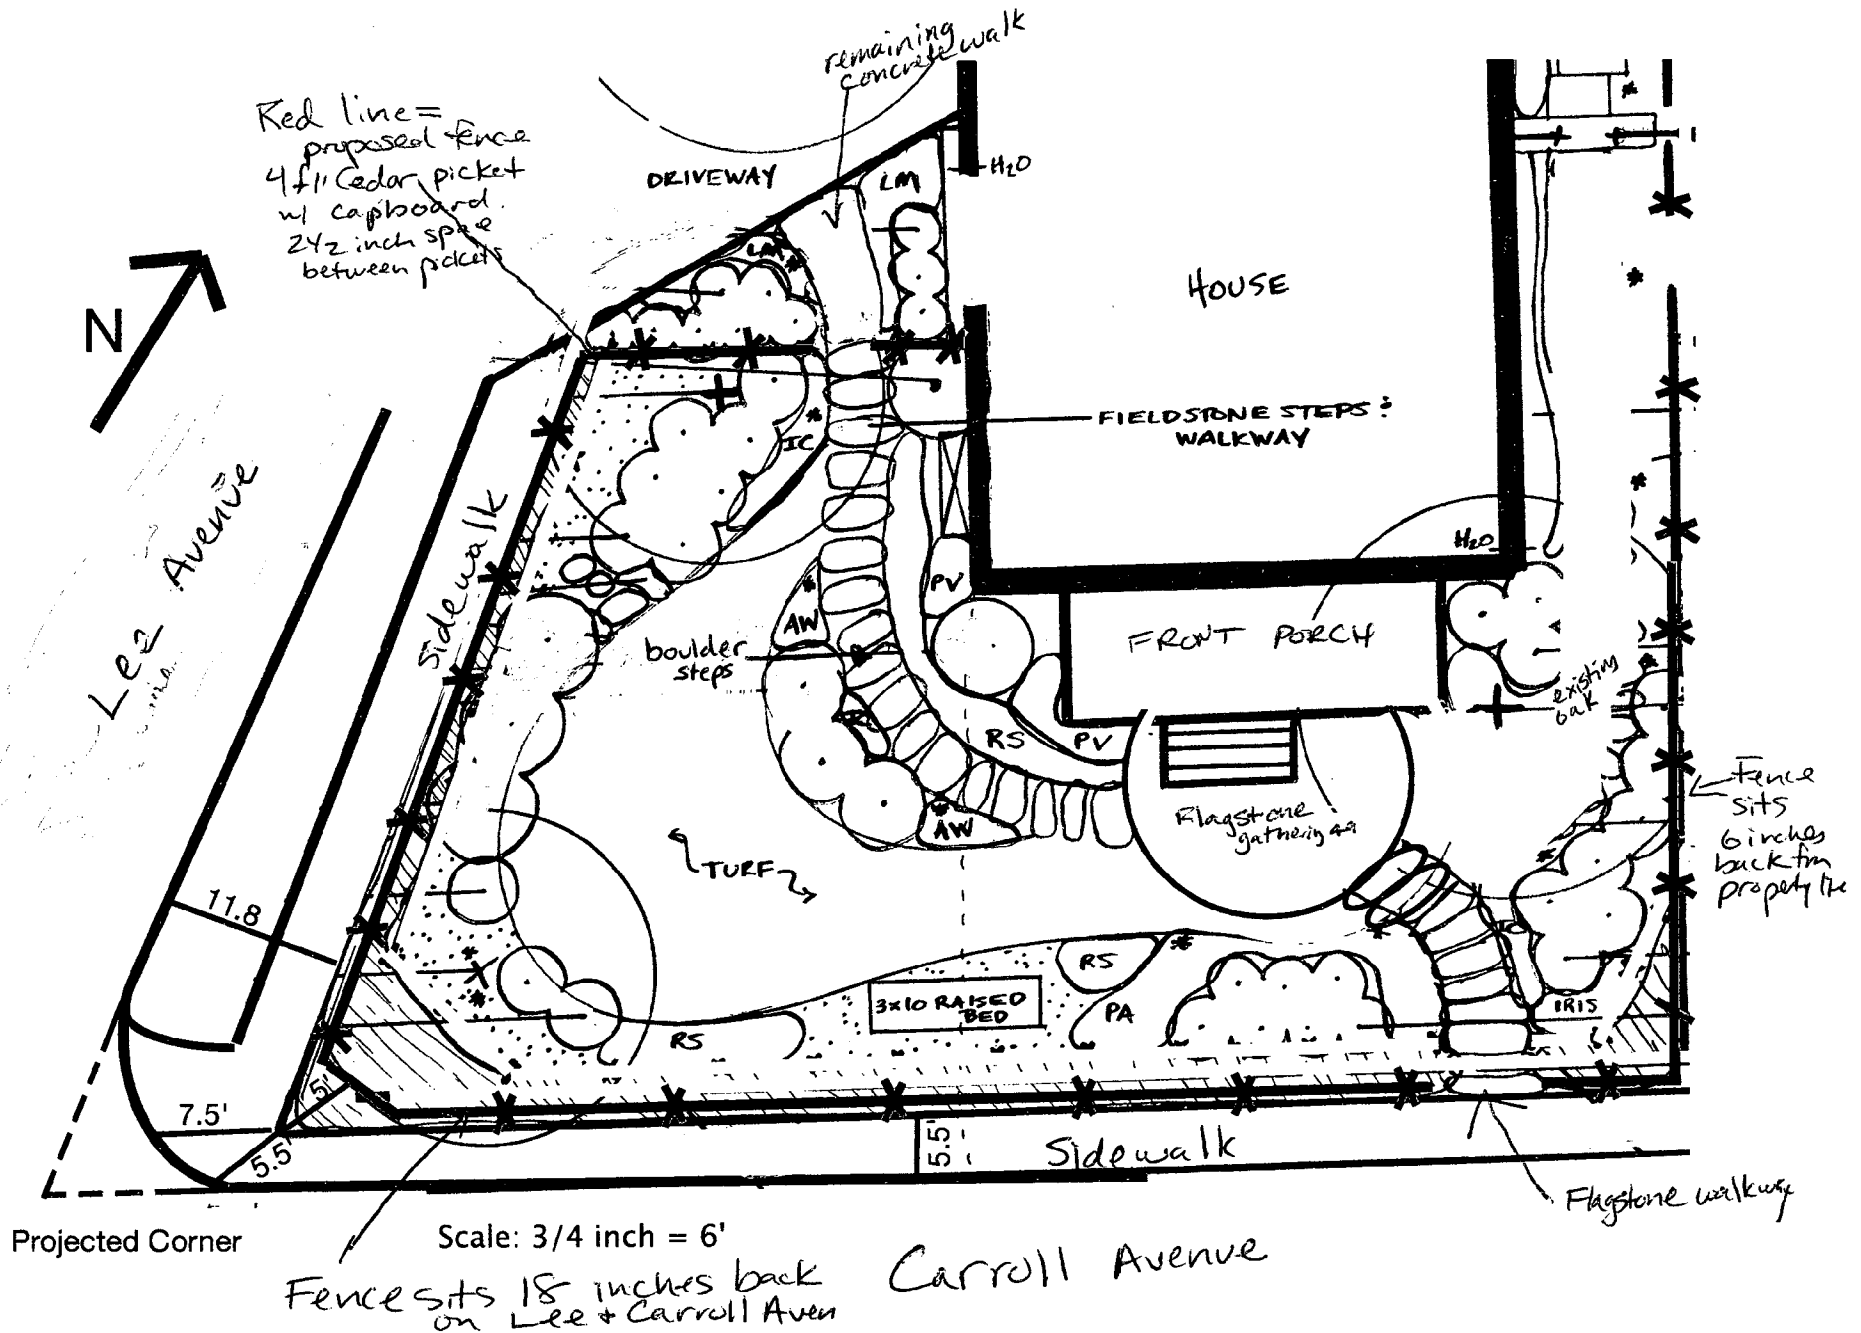 remaining
concrete walk
Red line =
proposed fence
4 ft Cedar picket
w/ capboard
2 1/2 inch space
between pickets
DRIVEWAY
LM
H2O
LM
N
HOUSE
FIELDSTONE STEPS &
WALKWAY
IC
Sidewalk
Lee Avenue
H2O
PV
AW
boulder
steps
FRONT PORCH
existing
oak
RS
PV
Fence
sits
6 inches
back frm
property line
Flagstone
gathering
AW
TURF
11.8
RS
3x10 RAISED
BED
PA
IRIS
RS
5'
7.5'
5.5'
5.5'
Sidewalk
Flagstone walkway
Projected Corner
Scale: 3/4 inch = 6'
Carroll Avenue
Fence sits 18 inches back
on Lee + Carroll Aven